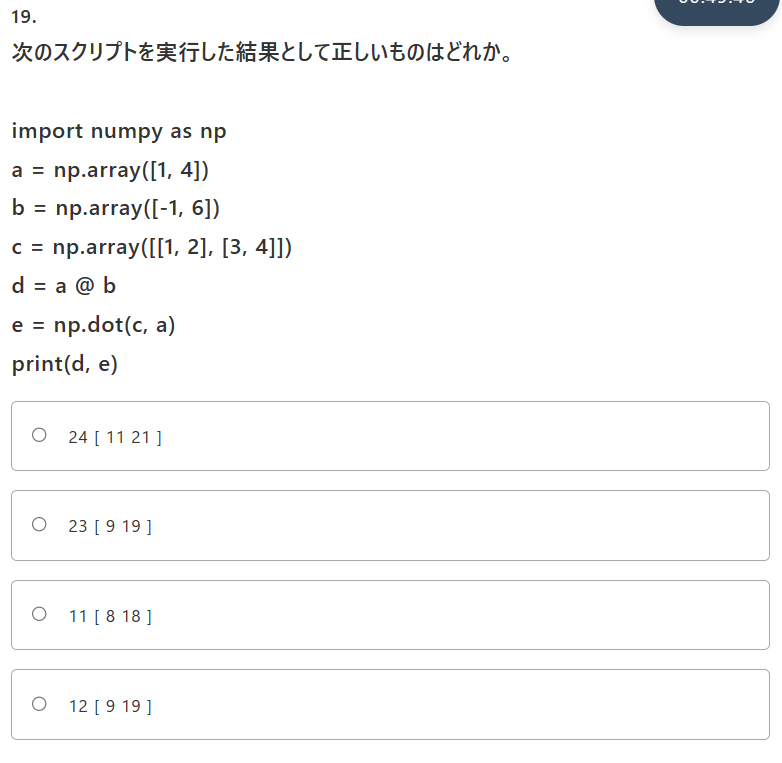 19.
次のスクリプトを実行した結果として正しいものはどれか。
import numpy as np
a = np.array([1, 4])
b = np.array([-1, 6])
c = np.array([[1, 2], [3, 4]])
d = a @ b
e = np.dot(c, a)
print(d, e)
24 [ 11 21 ]
23 [ 9 19 ]
11 [ 8 18 ]
12 [ 9 19 ]